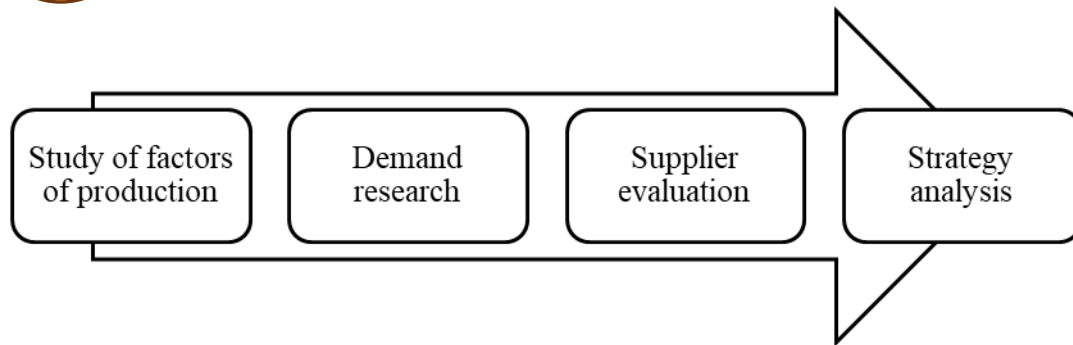 Study of factors
of production
Demand
research
Supplier
evaluation
Strategy
analysis